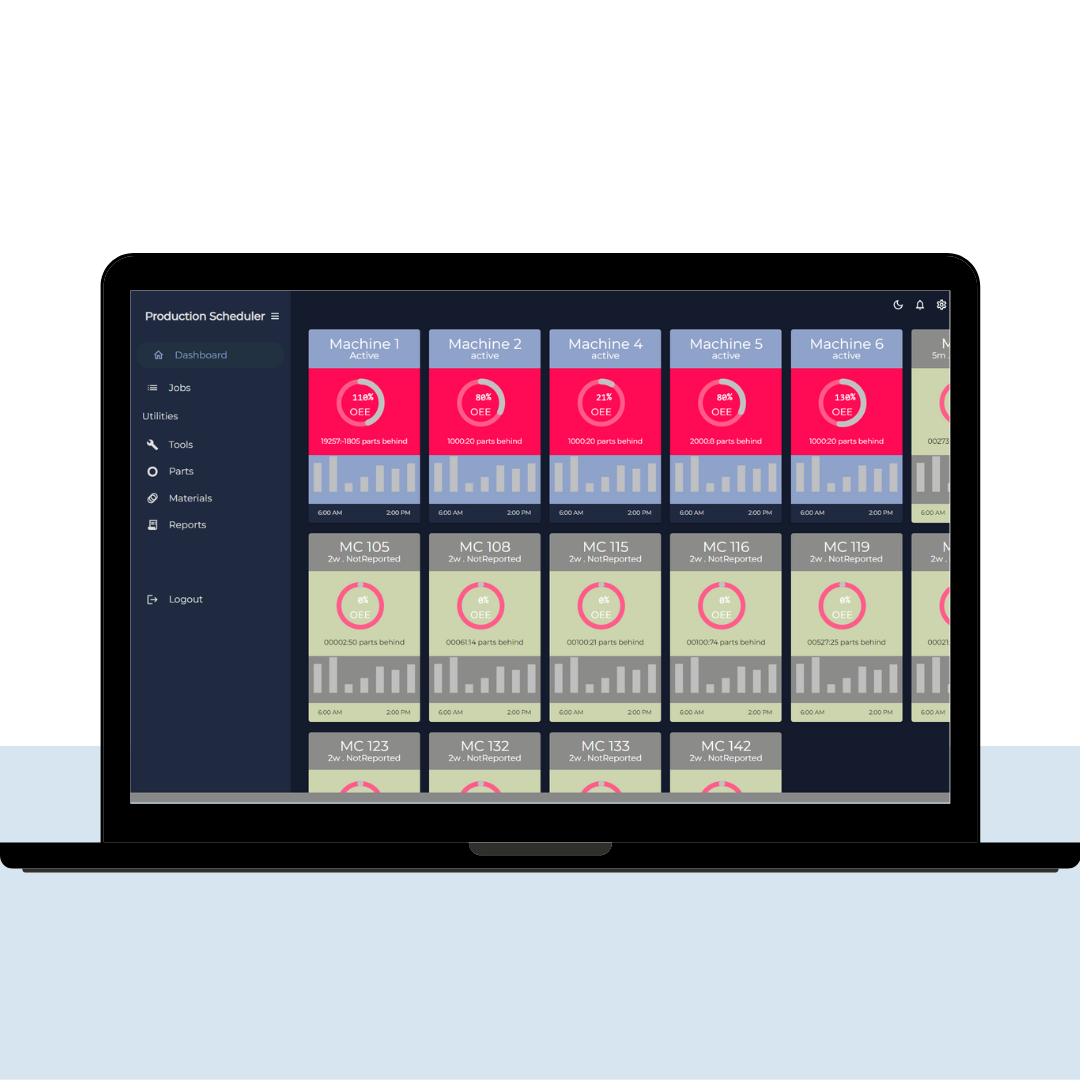 Production Scheduler
Dashboard
Jobs
Utilities
Tools
Parts
Materials
Reports
Logout
Machine 1
Active
110%
OEE
19257:-1805 parts behind
6:00 AM 2:00 PM
Machine 2
active
80%
OEE
1000:20 parts behind
6:00 AM 2:00 PM
Machine 4
active
21%
OEE
1000:20 parts behind
6:00 AM 2:00 PM
Machine 5
active
80%
OEE
2000:8 parts behind
6:00 AM 2:00 PM
Machine 6
active
130%
OEE
1000:20 parts behind
6:00 AM 2:00 PM
5m .
00273
6:00 AM
MC 105
2w . NotReported
0%
OEE
00002:50 parts behind
6:00 AM 2:00 PM
MC 108
2w . NotReported
0%
OEE
00061:14 parts behind
6:00 AM 2:00 PM
MC 115
2w . NotReported
0%
OEE
00100:21 parts behind
6:00 AM 2:00 PM
MC 116
2w . NotReported
0%
OEE
00100:74 parts behind
6:00 AM 2:00 PM
MC 119
2w . NotReported
0%
OEE
00527:25 parts behind
6:00 AM 2:00 PM
2w .
00021
6:00 AM
MC 123
2w . NotReported
MC 132
2w . NotReported
MC 133
2w . NotReported
MC 142
2w . NotReported